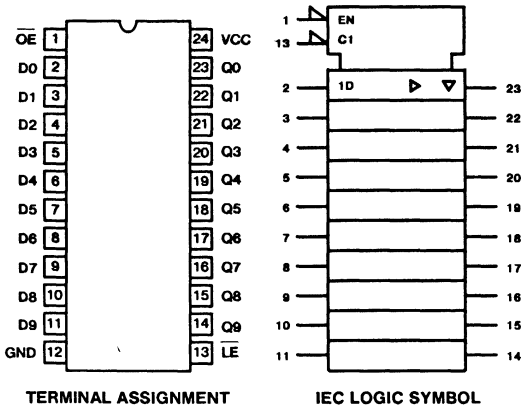 OE 1 24 VCC
D0 2 23 Q0
D1 3 22 Q1
D2 4 21 Q2
D3 5 20 Q3
D4 6 19 Q4
D5 7 18 Q5
D6 8 17 Q6
D7 9 16 Q7
D8 10 15 Q8
D9 11 14 Q9
GND 12 13 LE
TERMINAL ASSIGNMENT
1 EN
13 C1
2 1D 23
3 22
4 21
5 20
6 19
7 18
8 17
9 16
10 15
11 14
IEC LOGIC SYMBOL